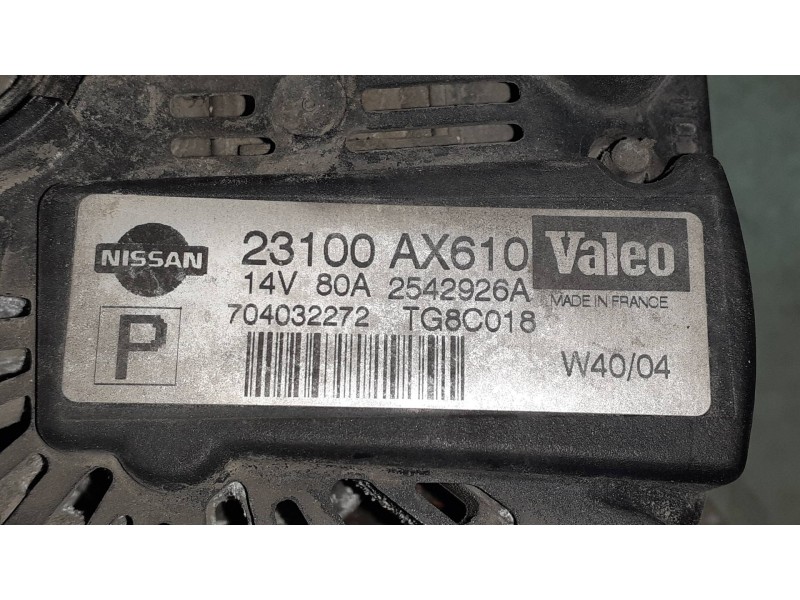 NISSAN 23100 AX610 Valeo
14V 80A 2542926A MADE IN FRANCE
704032272 TG8C018
P
W40/04